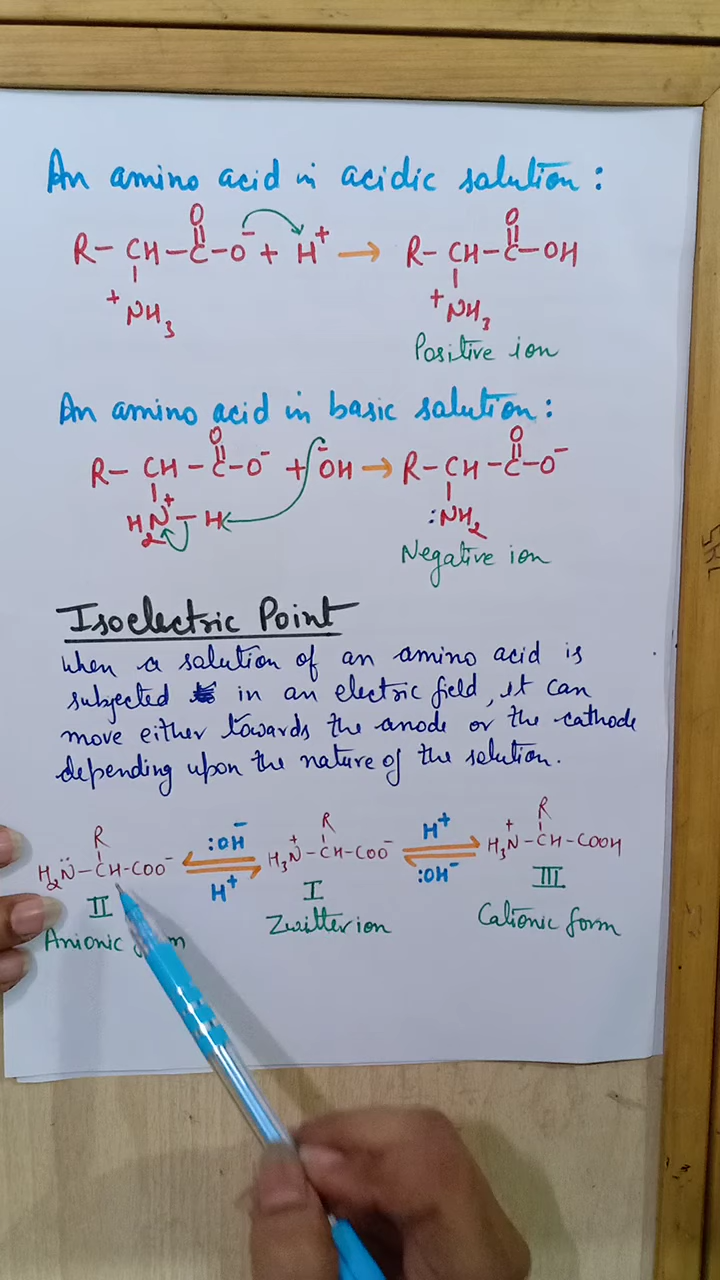 An amino acid in acidic solution:
O
R-CH-C-O⁻ + H⁺ → R-CH-C-OH
O
⁺NH₃
⁺NH₃
Positive ion
An amino acid in basic solution:
O
R-CH-C-O⁻ + ⁻OH → R-CH-C-O⁻
O
H₂N⁺-H
:NH₂
Negative ion
Isoelectric Point
When a solution of an amino acid is
subjected in an electric field, it can
move either towards the anode or the cathode
depending upon the nature of the solution.
R
:OH⁻
R
H⁺
R
H₂N̈-CH-COO⁻ ⇌ H₃N⁺-CH-COO⁻ ⇌ H₃N⁺-CH-COOH
H⁺
:OH⁻
II
I
III
Anionic
Zwitter ion
Cationic form